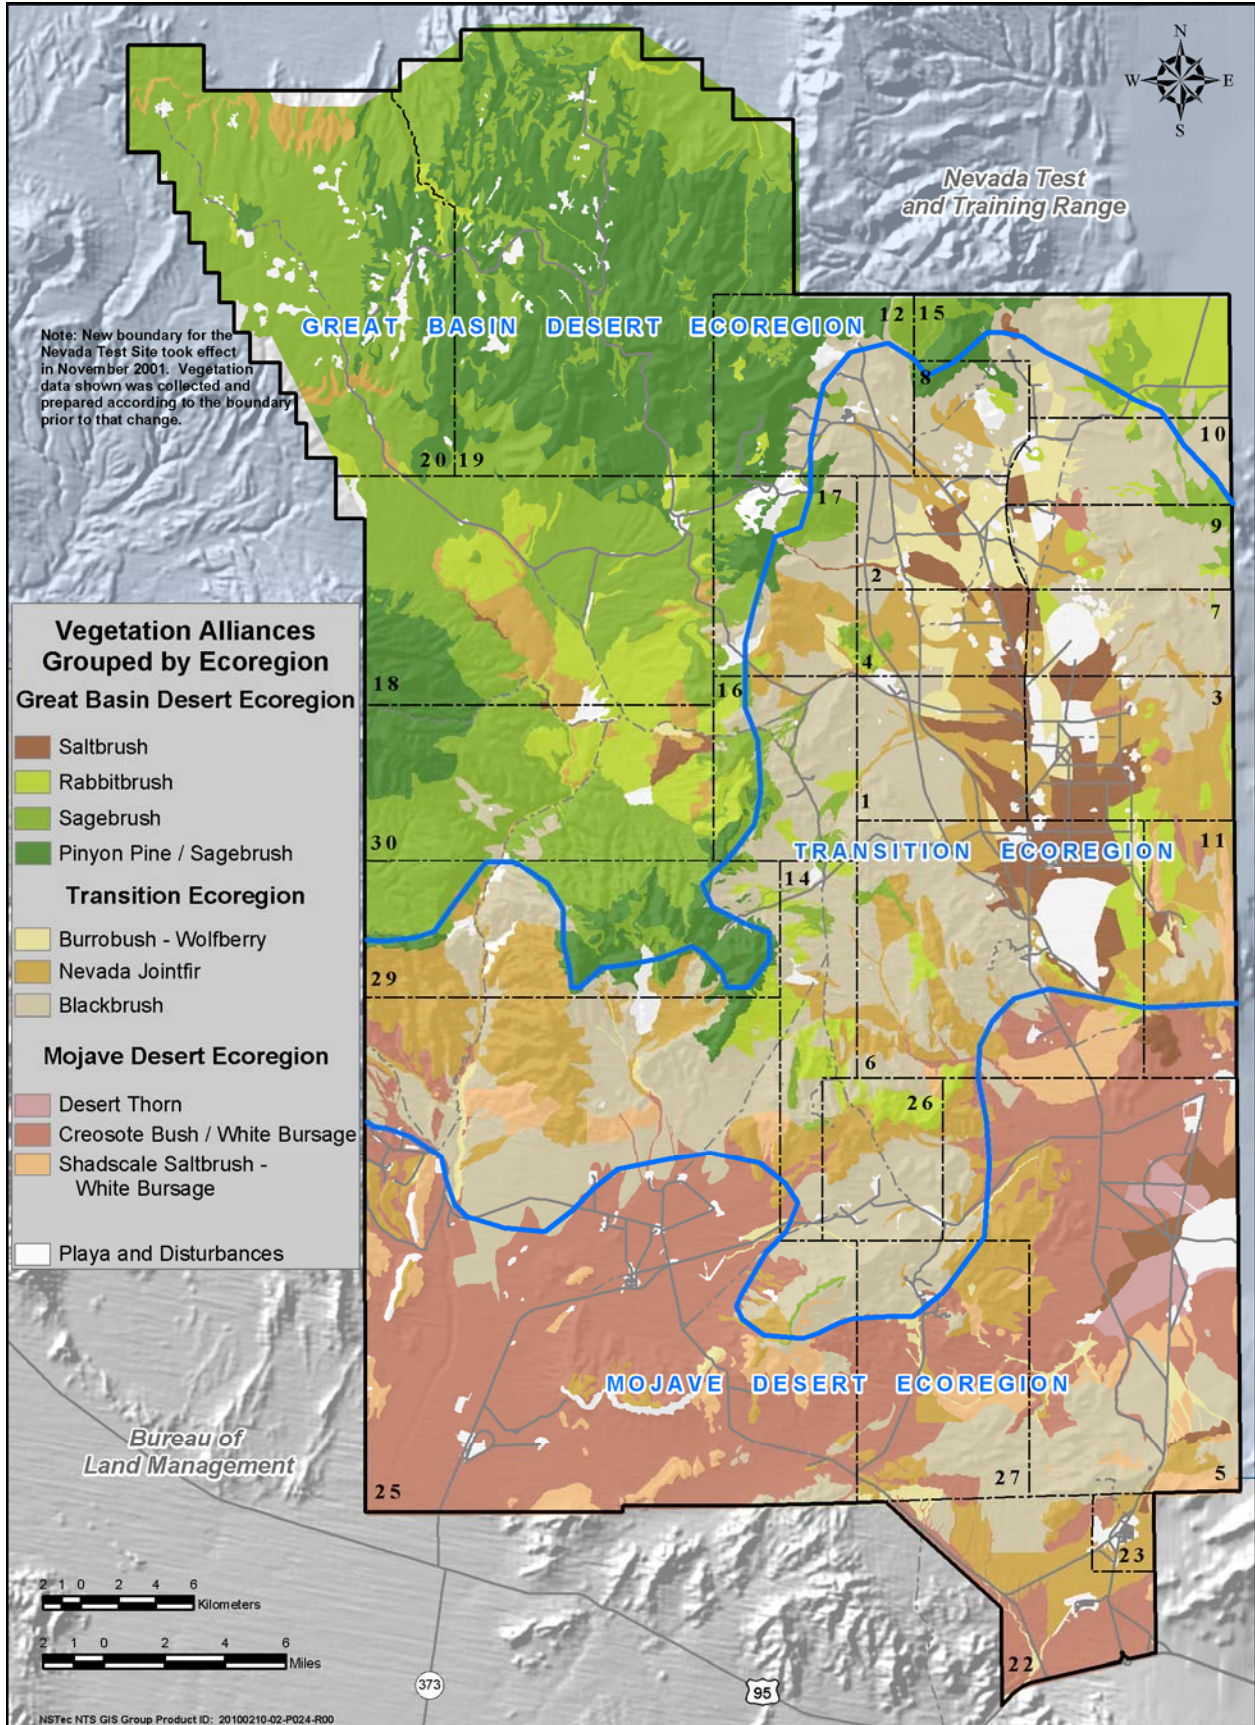 N
W E
S
Nevada Test
and Training Range
GREAT BASIN DESERT ECOREGION
12 15
8
10
Note: New boundary for the
Nevada Test Site took effect
in November 2001. Vegetation
data shown was collected and
prepared according to the boundary
prior to that change.
20 19
17
9
2
7
Vegetation Alliances
Grouped by Ecoregion
Great Basin Desert Ecoregion
Saltbrush
Rabbitbrush
Sagebrush
Pinyon Pine / Sagebrush
Transition Ecoregion
Burrobush - Wolfberry
Nevada Jointfir
Blackbrush
Mojave Desert Ecoregion
Desert Thorn
Creosote Bush / White Bursage
Shadscale Saltbrush -
White Bursage
Playa and Disturbances
18
16
4
3
1
30
TRANSITION ECOREGION
11
14
29
6
26
MOJAVE DESERT ECOREGION
Bureau of
Land Management
25
27
5
23
22
2 1 0 2 4 6
Kilometers
2 1 0 2 4 6
Miles
373
95
NSTec NTS GIS Group Product ID: 20100210-02-P024-R00